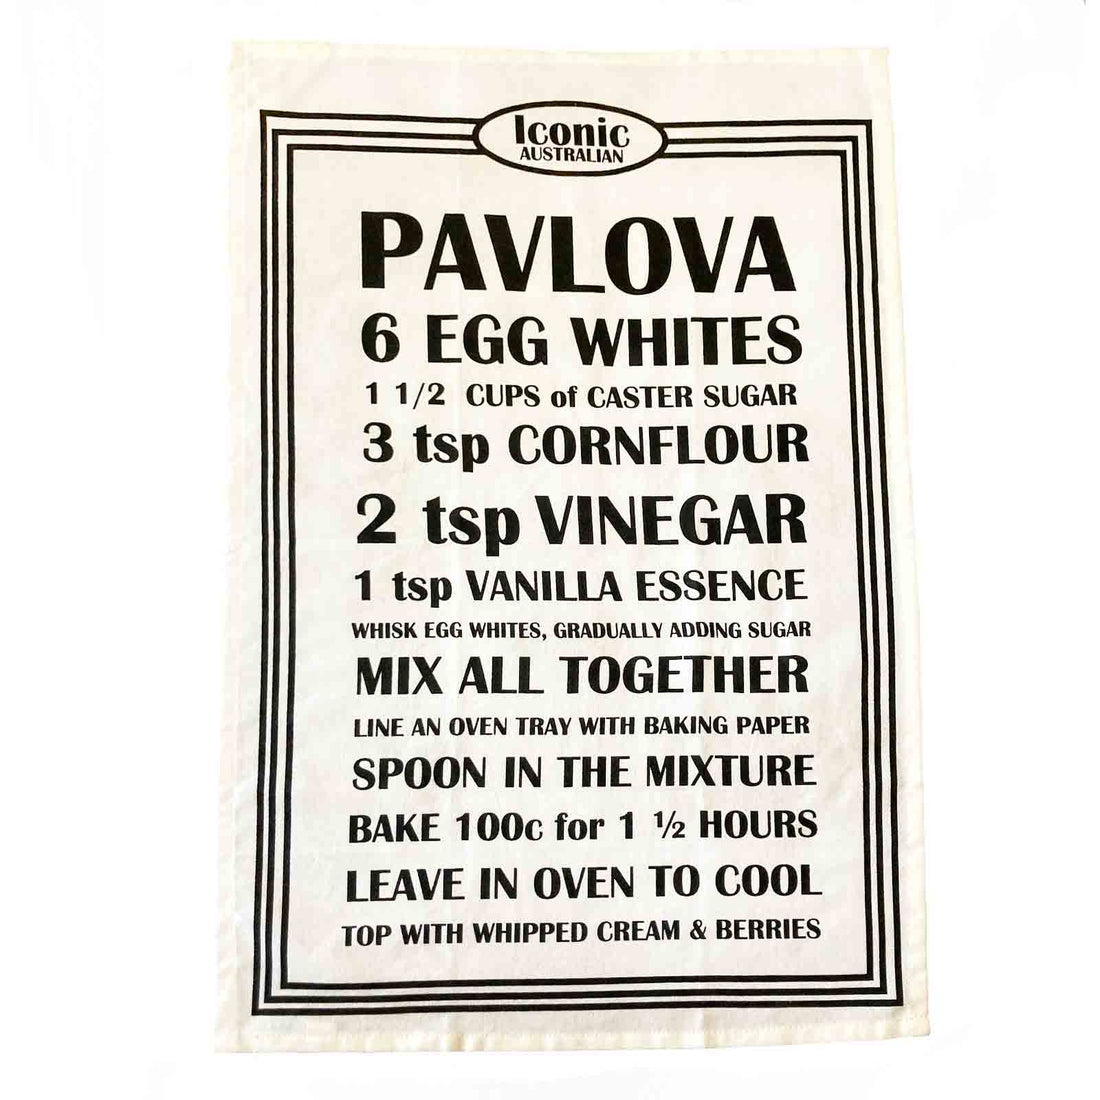 Iconic
AUSTRALIAN
PAVLOVA
6 EGG WHITES
1 1/2 CUPS of CASTER SUGAR
3 tsp CORNFLOUR
2 tsp VINEGAR
1 tsp VANILLA ESSENCE
WHISK EGG WHITES, GRADUALLY ADDING SUGAR
MIX ALL TOGETHER
LINE AN OVEN TRAY WITH BAKING PAPER
SPOON IN THE MIXTURE
BAKE 100c for 1 ½ HOURS
LEAVE IN OVEN TO COOL
TOP WITH WHIPPED CREAM & BERRIES